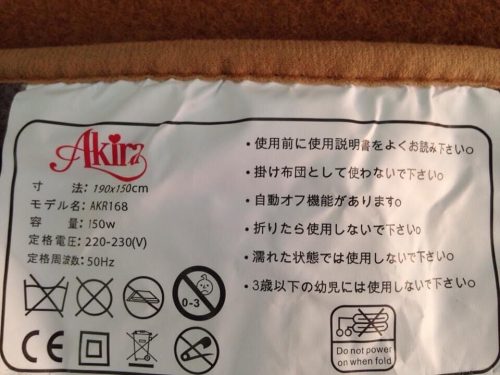 Akira
寸 法: 190x150cm
モデル名: AKR168
容 量: 150w
定格電圧: 220-230(V)
定格周波数: 50Hz
0-3
CE
・使用前に使用説明書をよくお読み下さい。
・掛け布団として使わないで下さい。
・自動オフ機能があります。
・折りたら使用しないで下さい。
・濡れた状態では使用しないで下さい。
・3歳以下の幼児には使用しないで下さい。
Do not power
on when fold